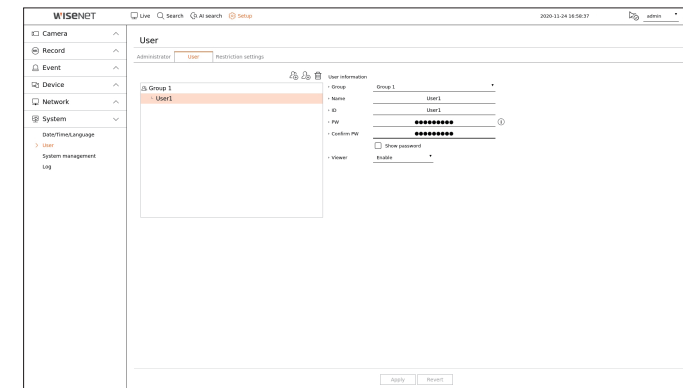 WISENET
Live Search AI search Setup
2020-11-24 16:58:37
admin
Camera
Record
Event
Device
Network
System
Date/Time/Language
User
System management
Log
User
Administrator User Restriction settings
Group 1
User1
User information
Group Group 1
Name User1
ID User1
PW ●●●●●●●●●
Confirm PW ●●●●●●●●●
Show password
Viewer Enable
Apply Revert